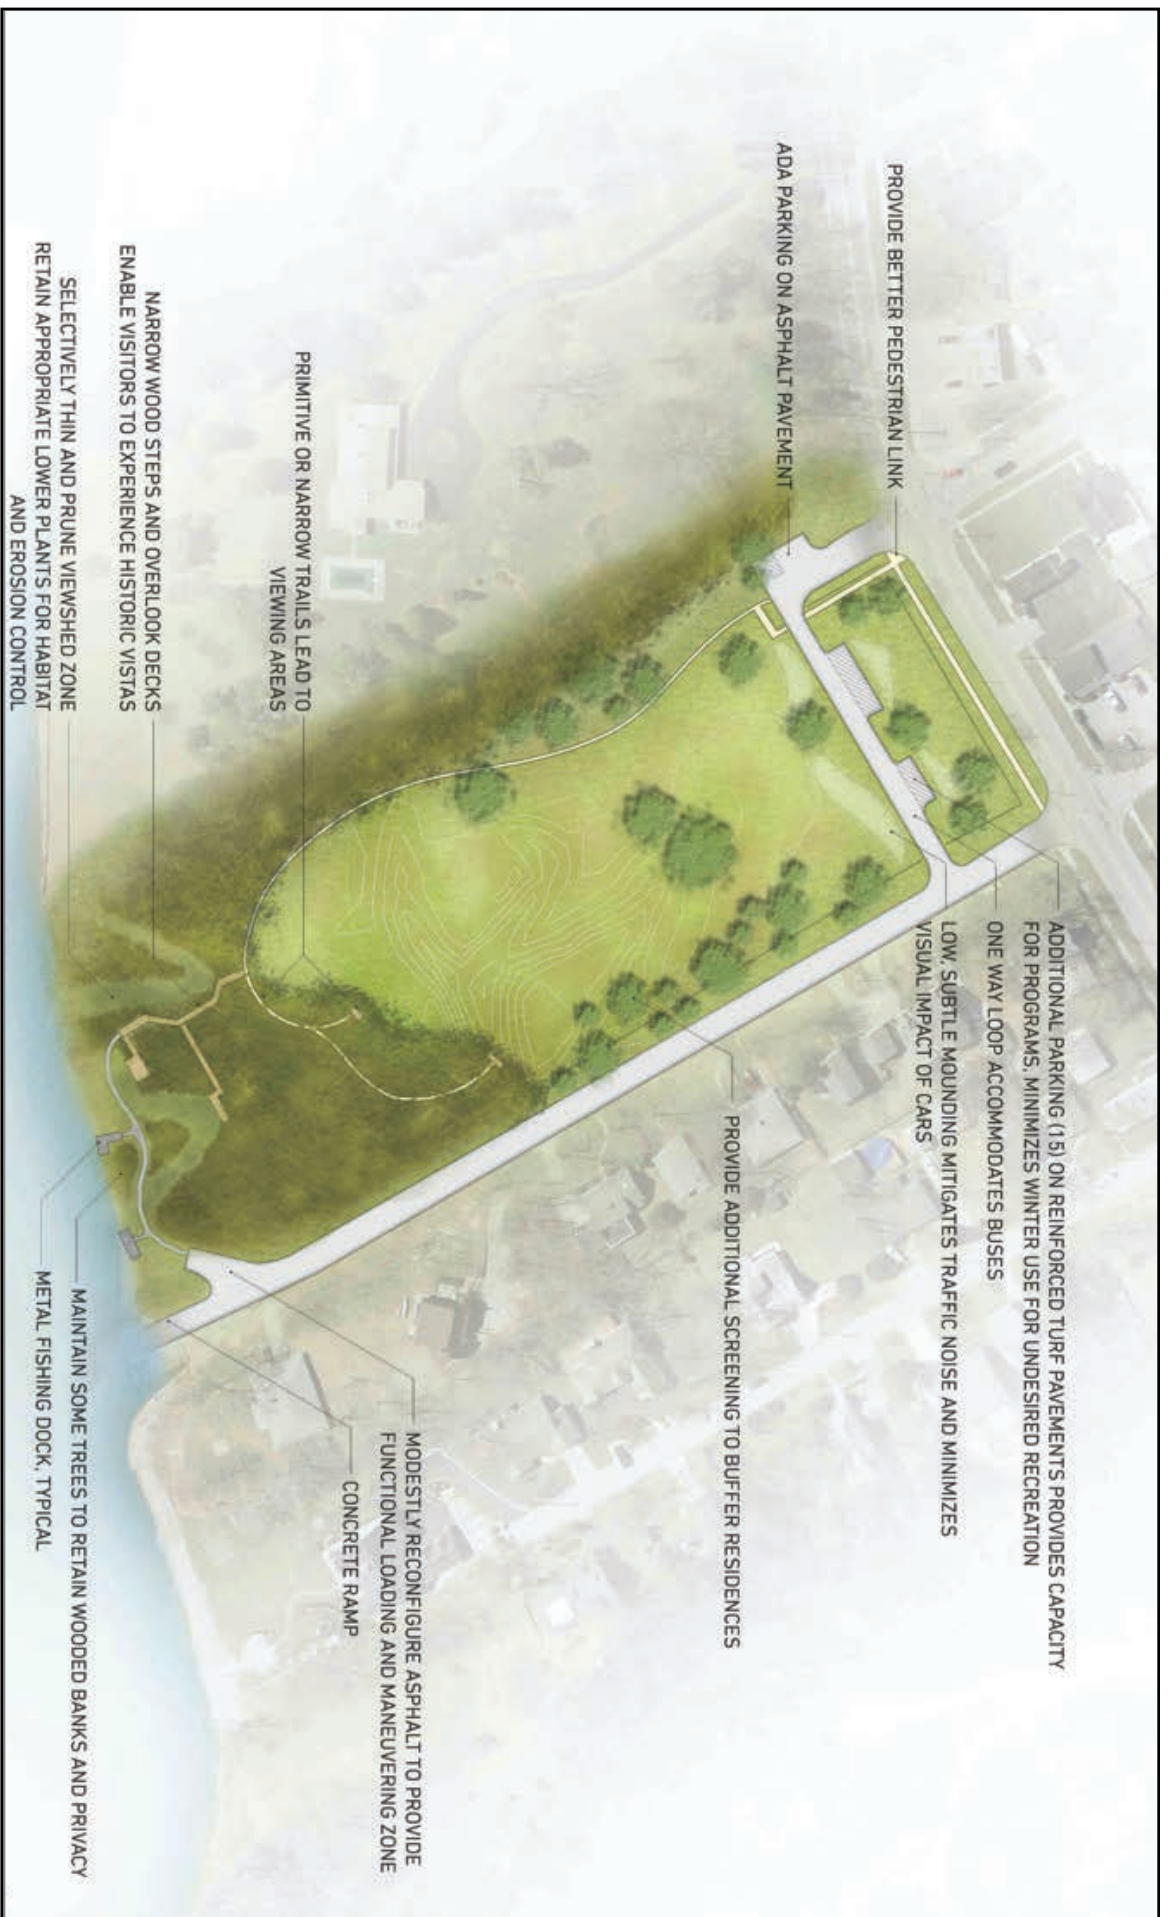 PROVIDE BETTER PEDESTRIAN LINK
ADA PARKING ON ASPHALT PAVEMENT
PRIMITIVE OR NARROW TRAILS LEAD TO
VIEWING AREAS
NARROW WOOD STEPS AND OVERLOOK DECKS
ENABLE VISITORS TO EXPERIENCE HISTORIC VISTAS
SELECTIVELY THIN AND PRUNE VIEWSHED ZONE
RETAIN APPROPRIATE LOWER PLANTS FOR HABITAT
AND EROSION CONTROL
ADDITIONAL PARKING (15) ON REINFORCED TURF PAVEMENTS PROVIDES CAPACITY
FOR PROGRAMS, MINIMIZES WINTER USE FOR UNDESIRED RECREATION
ONE WAY LOOP ACCOMMODATES BUSES
LOW, SUBTLE MOUNDING MITIGATES TRAFFIC NOISE AND MINIMIZES
VISUAL IMPACT OF CARS
PROVIDE ADDITIONAL SCREENING TO BUFFER RESIDENCES
MODESTLY RECONFIGURE ASPHALT TO PROVIDE
FUNCTIONAL LOADING AND MANEUVERING ZONE
CONCRETE RAMP
MAINTAIN SOME TREES TO RETAIN WOODED BANKS AND PRIVACY
METAL FISHING DOCK, TYPICAL